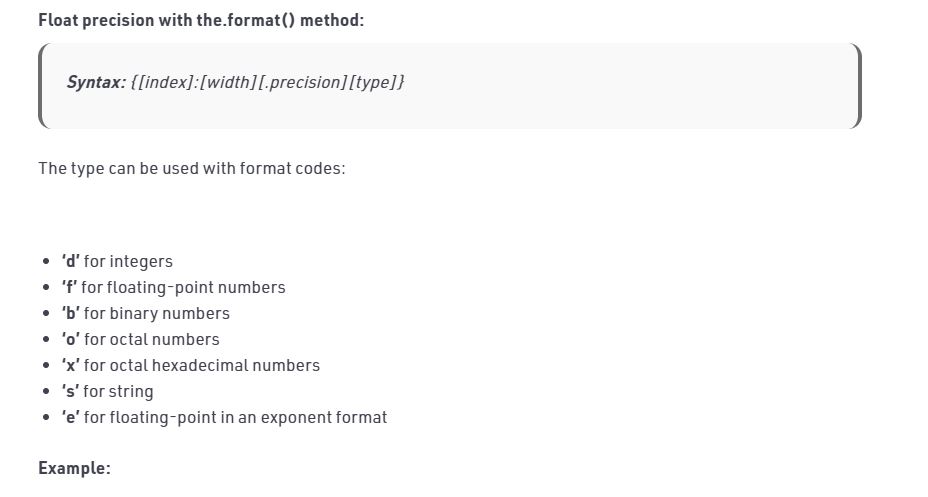 Float precision with the.format() method:
Syntax: {[index]:[width][.precision][type]}
The type can be used with format codes:
• ‘d’ for integers
• ‘f’ for floating-point numbers
• ‘b’ for binary numbers
• ‘o’ for octal numbers
• ‘x’ for octal hexadecimal numbers
• ‘s’ for string
• ‘e’ for floating-point in an exponent format
Example: